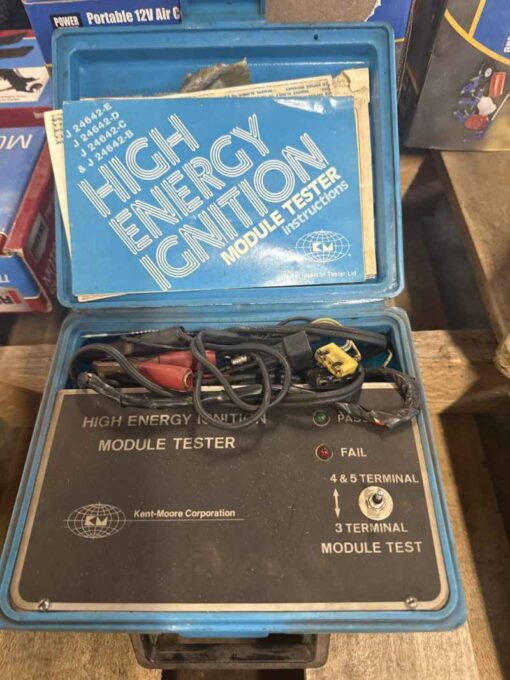 POWER Portable 12V Air C
J 24642-E
J 24642-D
J 24642-C
& J 24642-B
HIGH
ENERGY
IGNITION
MODULE TESTER
instructions
KM
HIGH ENERGY IGNITION
MODULE TESTER
PASS
FAIL
4 & 5 TERMINAL
3 TERMINAL
MODULE TEST
KM
Kent-Moore Corporation